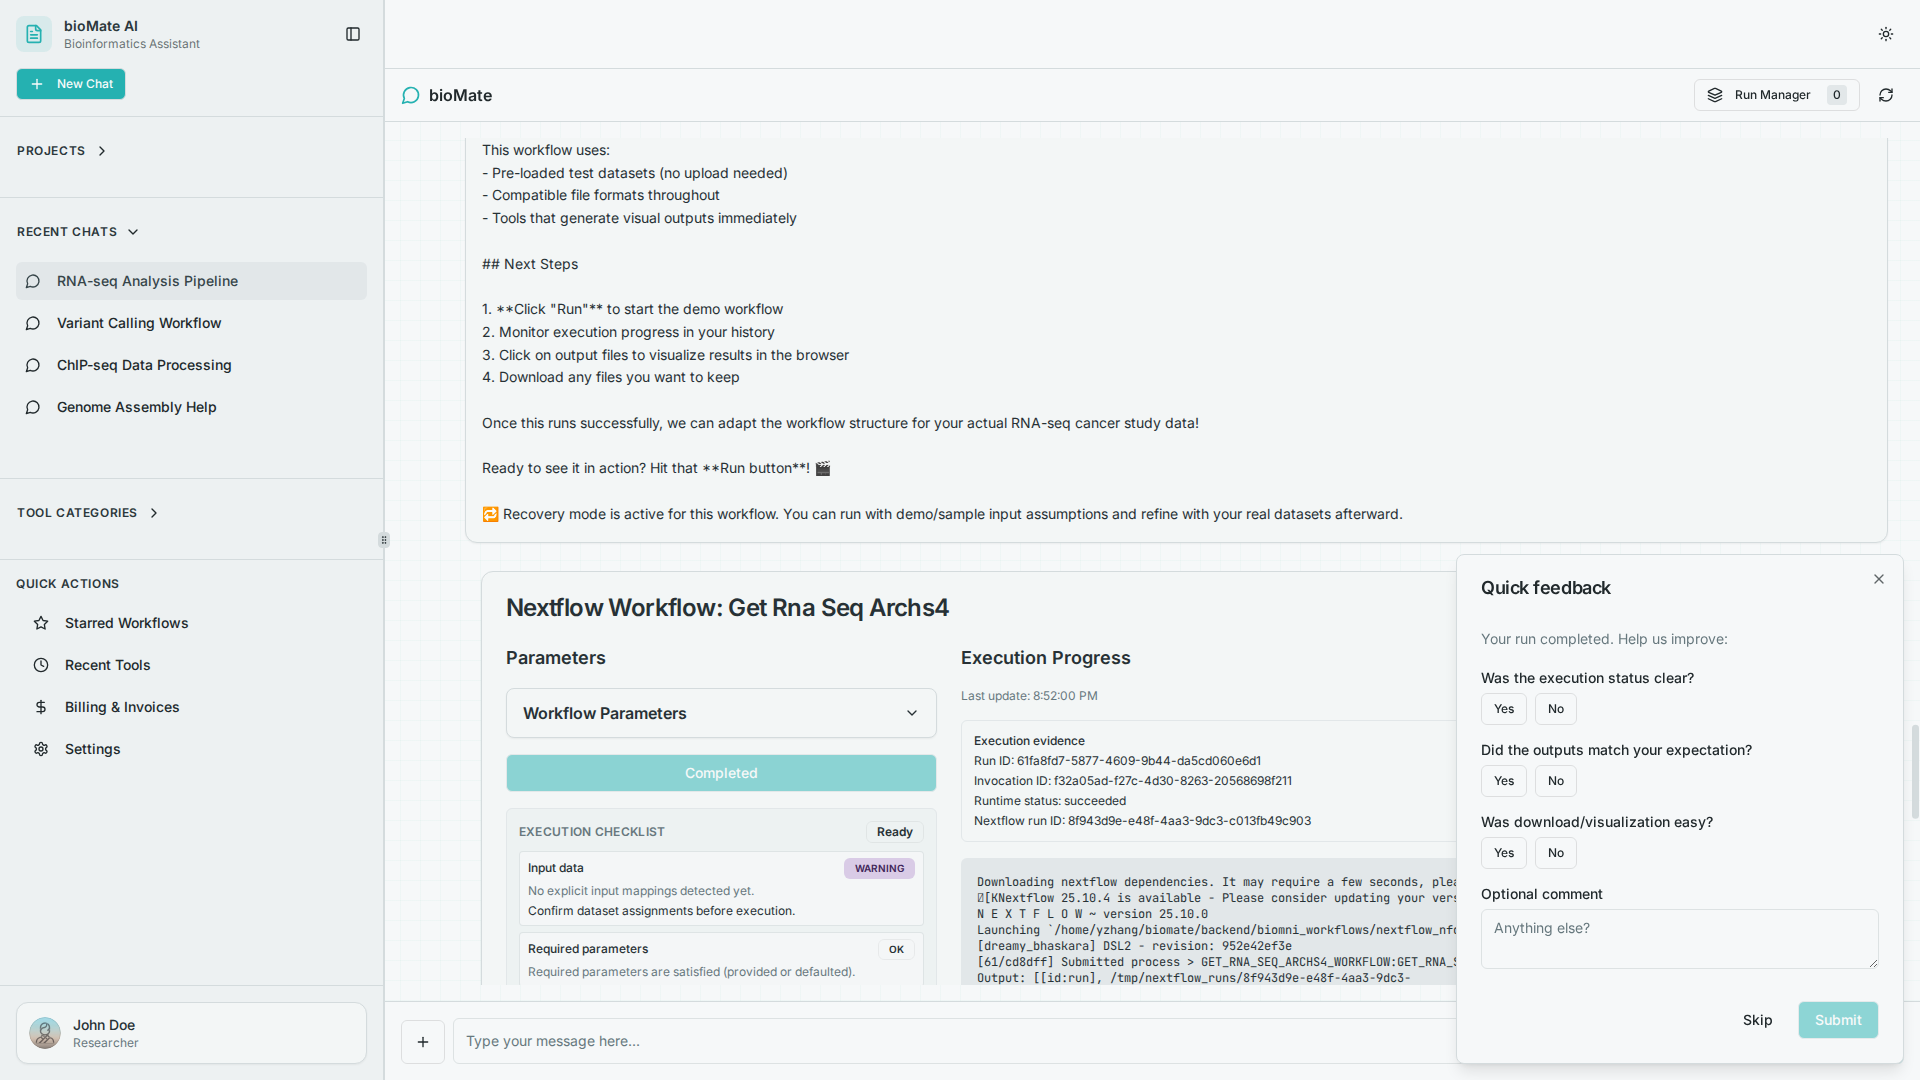 bioMate AI
Bioinformatics Assistant
New Chat
PROJECTS
RECENT CHATS
RNA-seq Analysis Pipeline
Variant Calling Workflow
ChIP-seq Data Processing
Genome Assembly Help
TOOL CATEGORIES
QUICK ACTIONS
Starred Workflows
Recent Tools
Billing & Invoices
Settings
John Doe
Researcher
bioMate
Run Manager 0
This workflow uses:
- Pre-loaded test datasets (no upload needed)
- Compatible file formats throughout
- Tools that generate visual outputs immediately
## Next Steps
1. **Click "Run"** to start the demo workflow
2. Monitor execution progress in your history
3. Click on output files to visualize results in the browser
4. Download any files you want to keep
Once this runs successfully, we can adapt the workflow structure for your actual RNA-seq cancer study data!
Ready to see it in action? Hit that **Run button**! 🎬
🔁 Recovery mode is active for this workflow. You can run with demo/sample input assumptions and refine with your real datasets afterward.
Nextflow Workflow: Get Rna Seq Archs4
Parameters
Workflow Parameters
Completed
EXECUTION CHECKLIST
Ready
Input data
WARNING
No explicit input mappings detected yet.
Confirm dataset assignments before execution.
Required parameters
OK
Required parameters are satisfied (provided or defaulted).
Execution Progress
Last update: 8:52:00 PM
Execution evidence
Run ID: 61fa8fd7-5877-4609-9b44-da5cd060e6d1
Invocation ID: f32a05ad-f27c-4d30-8263-20568698f211
Runtime status: succeeded
Nextflow run ID: 8f943d9e-e48f-4aa3-9dc3-c013fb49c903
Downloading nextflow dependencies. It may require a few seconds, plea
[KNextflow 25.10.4 is available - Please consider updating your vers
N E X T F L O W ~ version 25.10.0
Launching `/home/yzhang/biomate/backend/biomni_workflows/nextflow_nfc
[dreamy_bhaskara] DSL2 - revision: 952e42ef3e
[61/cd8dff] Submitted process > GET_RNA_SEQ_ARCHS4_WORKFLOW:GET_RNA_S
Output: [[id:run], /tmp/nextflow_runs/8f943d9e-e48f-4aa3-9dc3-
Type your message here...
Quick feedback
Your run completed. Help us improve:
Was the execution status clear?
Yes No
Did the outputs match your expectation?
Yes No
Was download/visualization easy?
Yes No
Optional comment
Anything else?
Skip
Submit